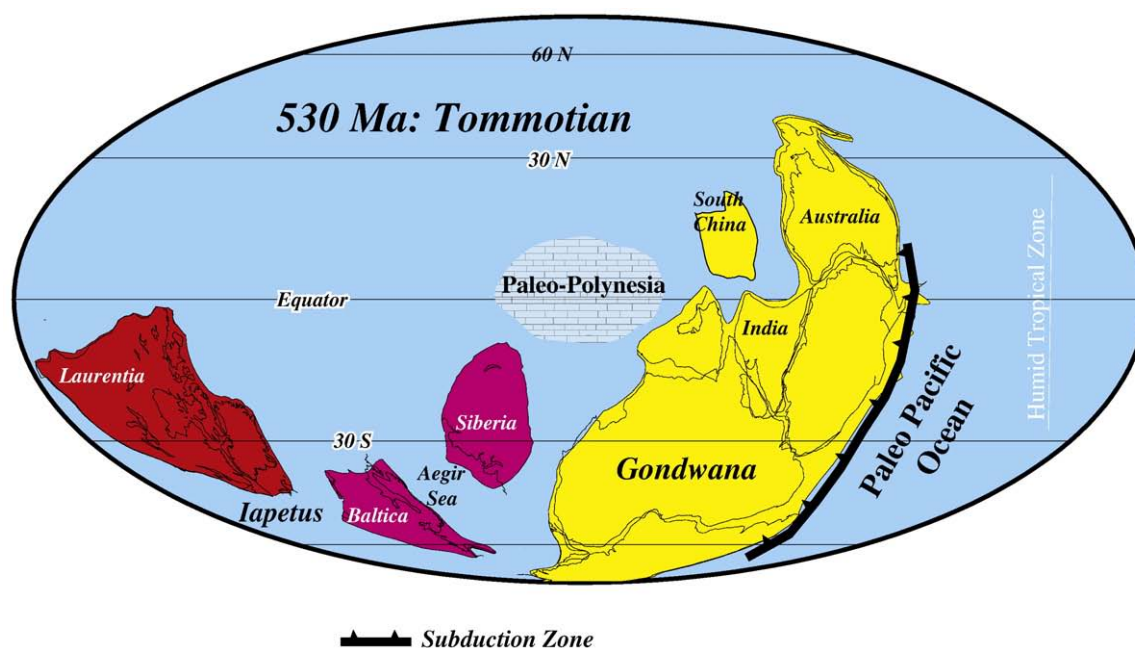 60 N
530 Ma: Tommotian
30 N
South
China
Australia
Humid Tropical Zone
Paleo-Polynesia
Equator
India
Laurentia
Siberia
30 S
Aegir
Sea
Gondwana
Paleo Pacific
Ocean
Iapetus
Baltica
Subduction Zone